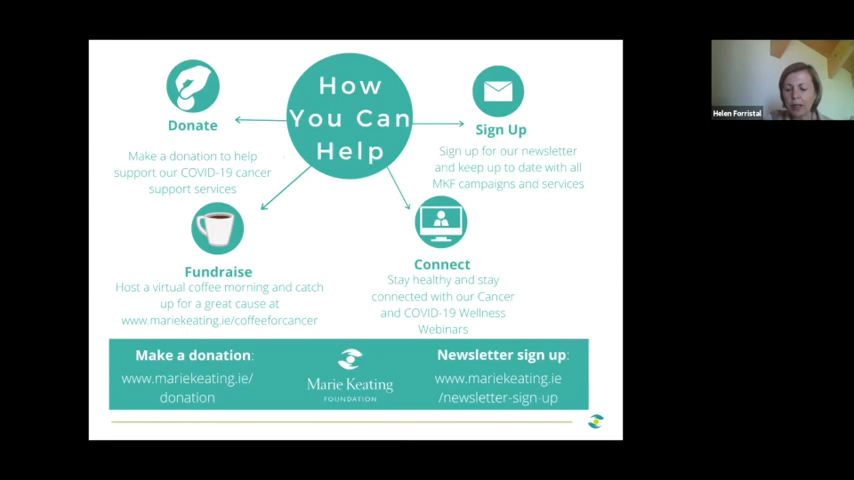 How
You Can
Help
Donate
Make a donation to help
support our COVID-19 cancer
support services
Sign Up
Sign up for our newsletter
and keep up to date with all
MKF campaigns and services
Fundraise
Host a virtual coffee morning and catch
up for a great cause at
www.mariekeating.ie/coffeeforcancer
Connect
Stay healthy and stay
connected with our Cancer
and COVID-19 Wellness
Webinars
Make a donation:
www.mariekeating.ie/
donation
Marie Keating
FOUNDATION
Newsletter sign up:
www.mariekeating.ie
/newsletter-sign-up
Helen Forristal